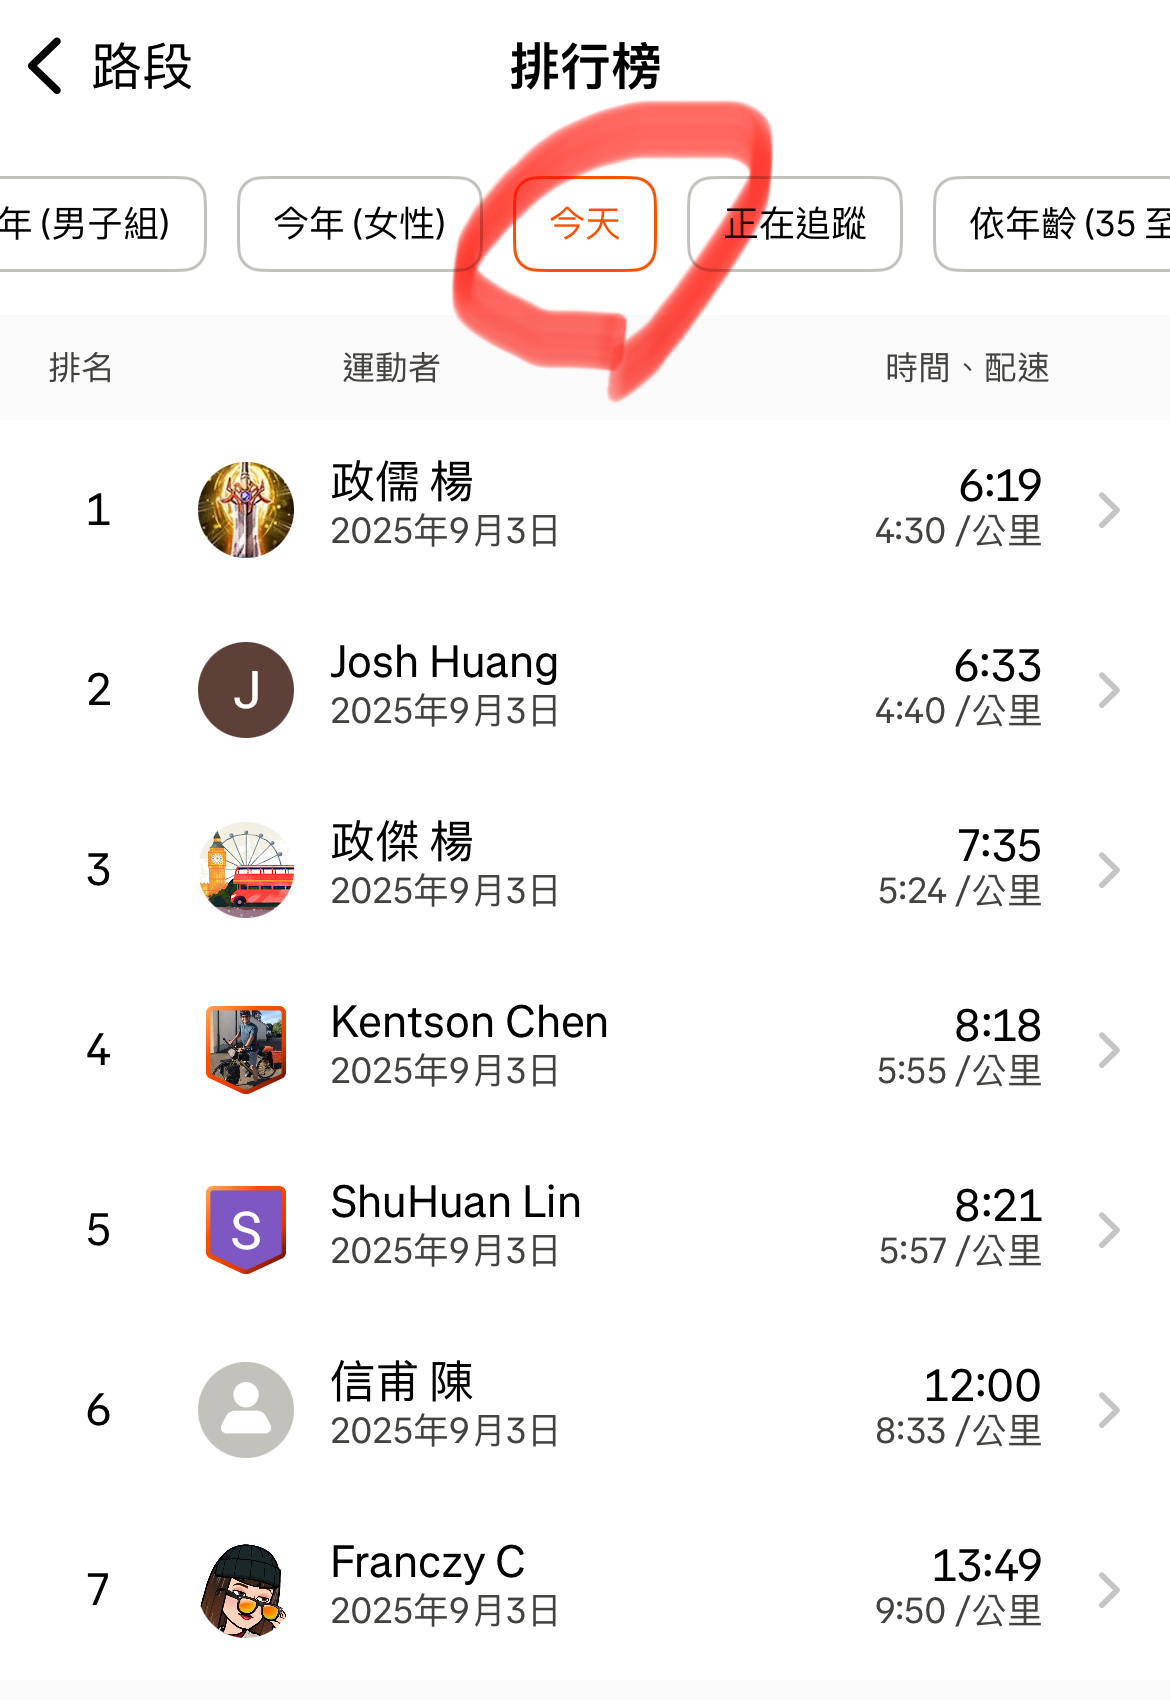 路段
排行榜
年 (男子組)
今年 (女性)
今天
正在追蹤
依年齡 (35 至
排名
運動者
時間、配速
1
政儒 楊
2025年9月3日
6:19
4:30 /公里
2
J
Josh Huang
2025年9月3日
6:33
4:40 /公里
3
政傑 楊
2025年9月3日
7:35
5:24 /公里
4
Kentson Chen
2025年9月3日
8:18
5:55 /公里
5
S
ShuHuan Lin
2025年9月3日
8:21
5:57 /公里
6
信甫 陳
2025年9月3日
12:00
8:33 /公里
7
Franczy C
2025年9月3日
13:49
9:50 /公里